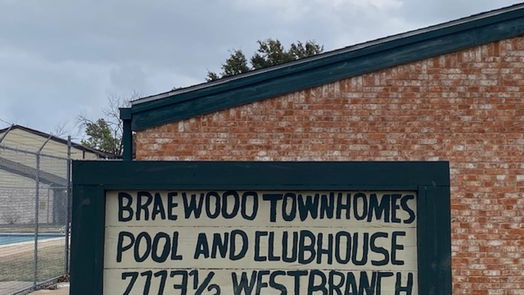 BRAEWOOD TOWNHOMES
POOL AND CLUBHOUSE
WESTBRANCH